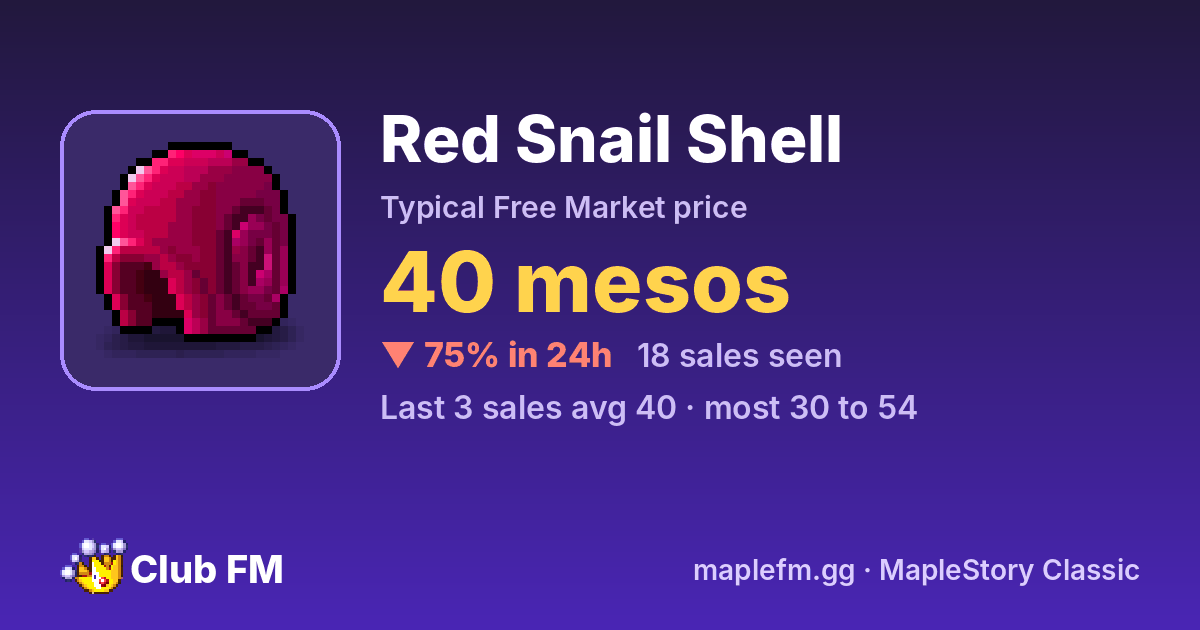 Red Snail Shell
Typical Free Market price
40 mesos
▼ 75% in 24h 18 sales seen
Last 3 sales avg 40 · most 30 to 54
Club FM
maplefm.gg · MapleStory Classic